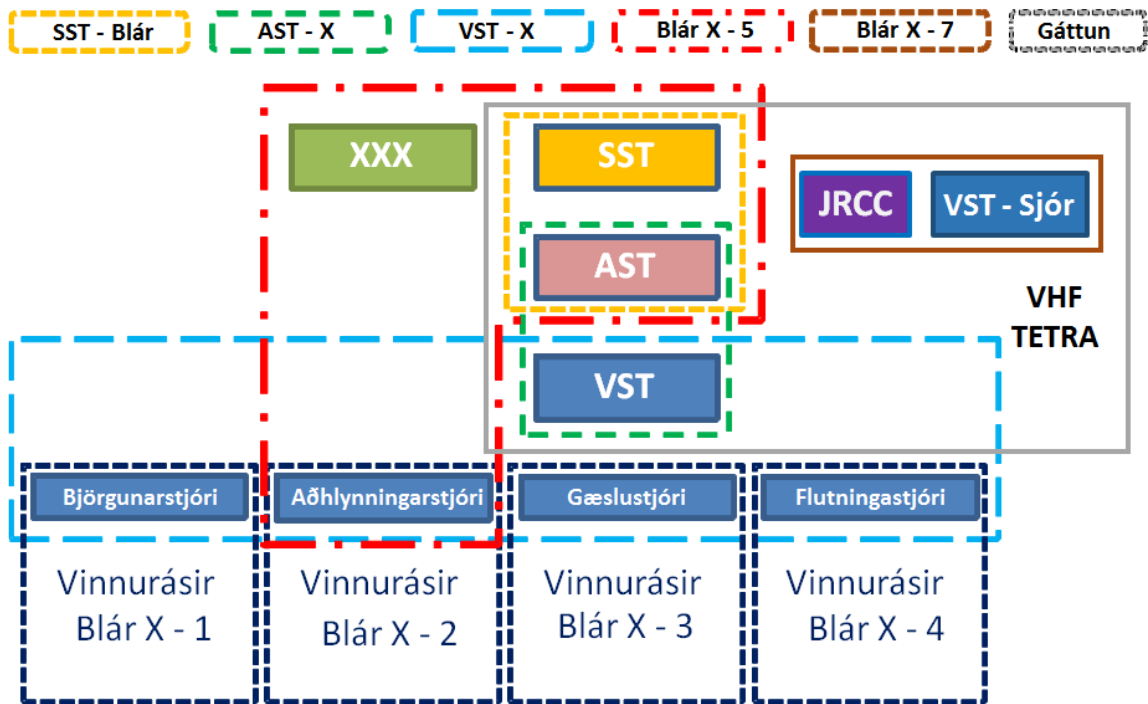 SST - Blár
AST - X
VST - X
Blár X - 5
Blár X - 7
Gáttun
XXX
SST
JRCC
VST - Sjór
AST
VHF
TETRA
VST
Björgunarstjóri
Aðhlynningarstjóri
Gæslustjóri
Flutningastjóri
Vinnurásir
Blár X - 1
Vinnurásir
Blár X - 2
Vinnurásir
Blár X - 3
Vinnurásir
Blár X - 4